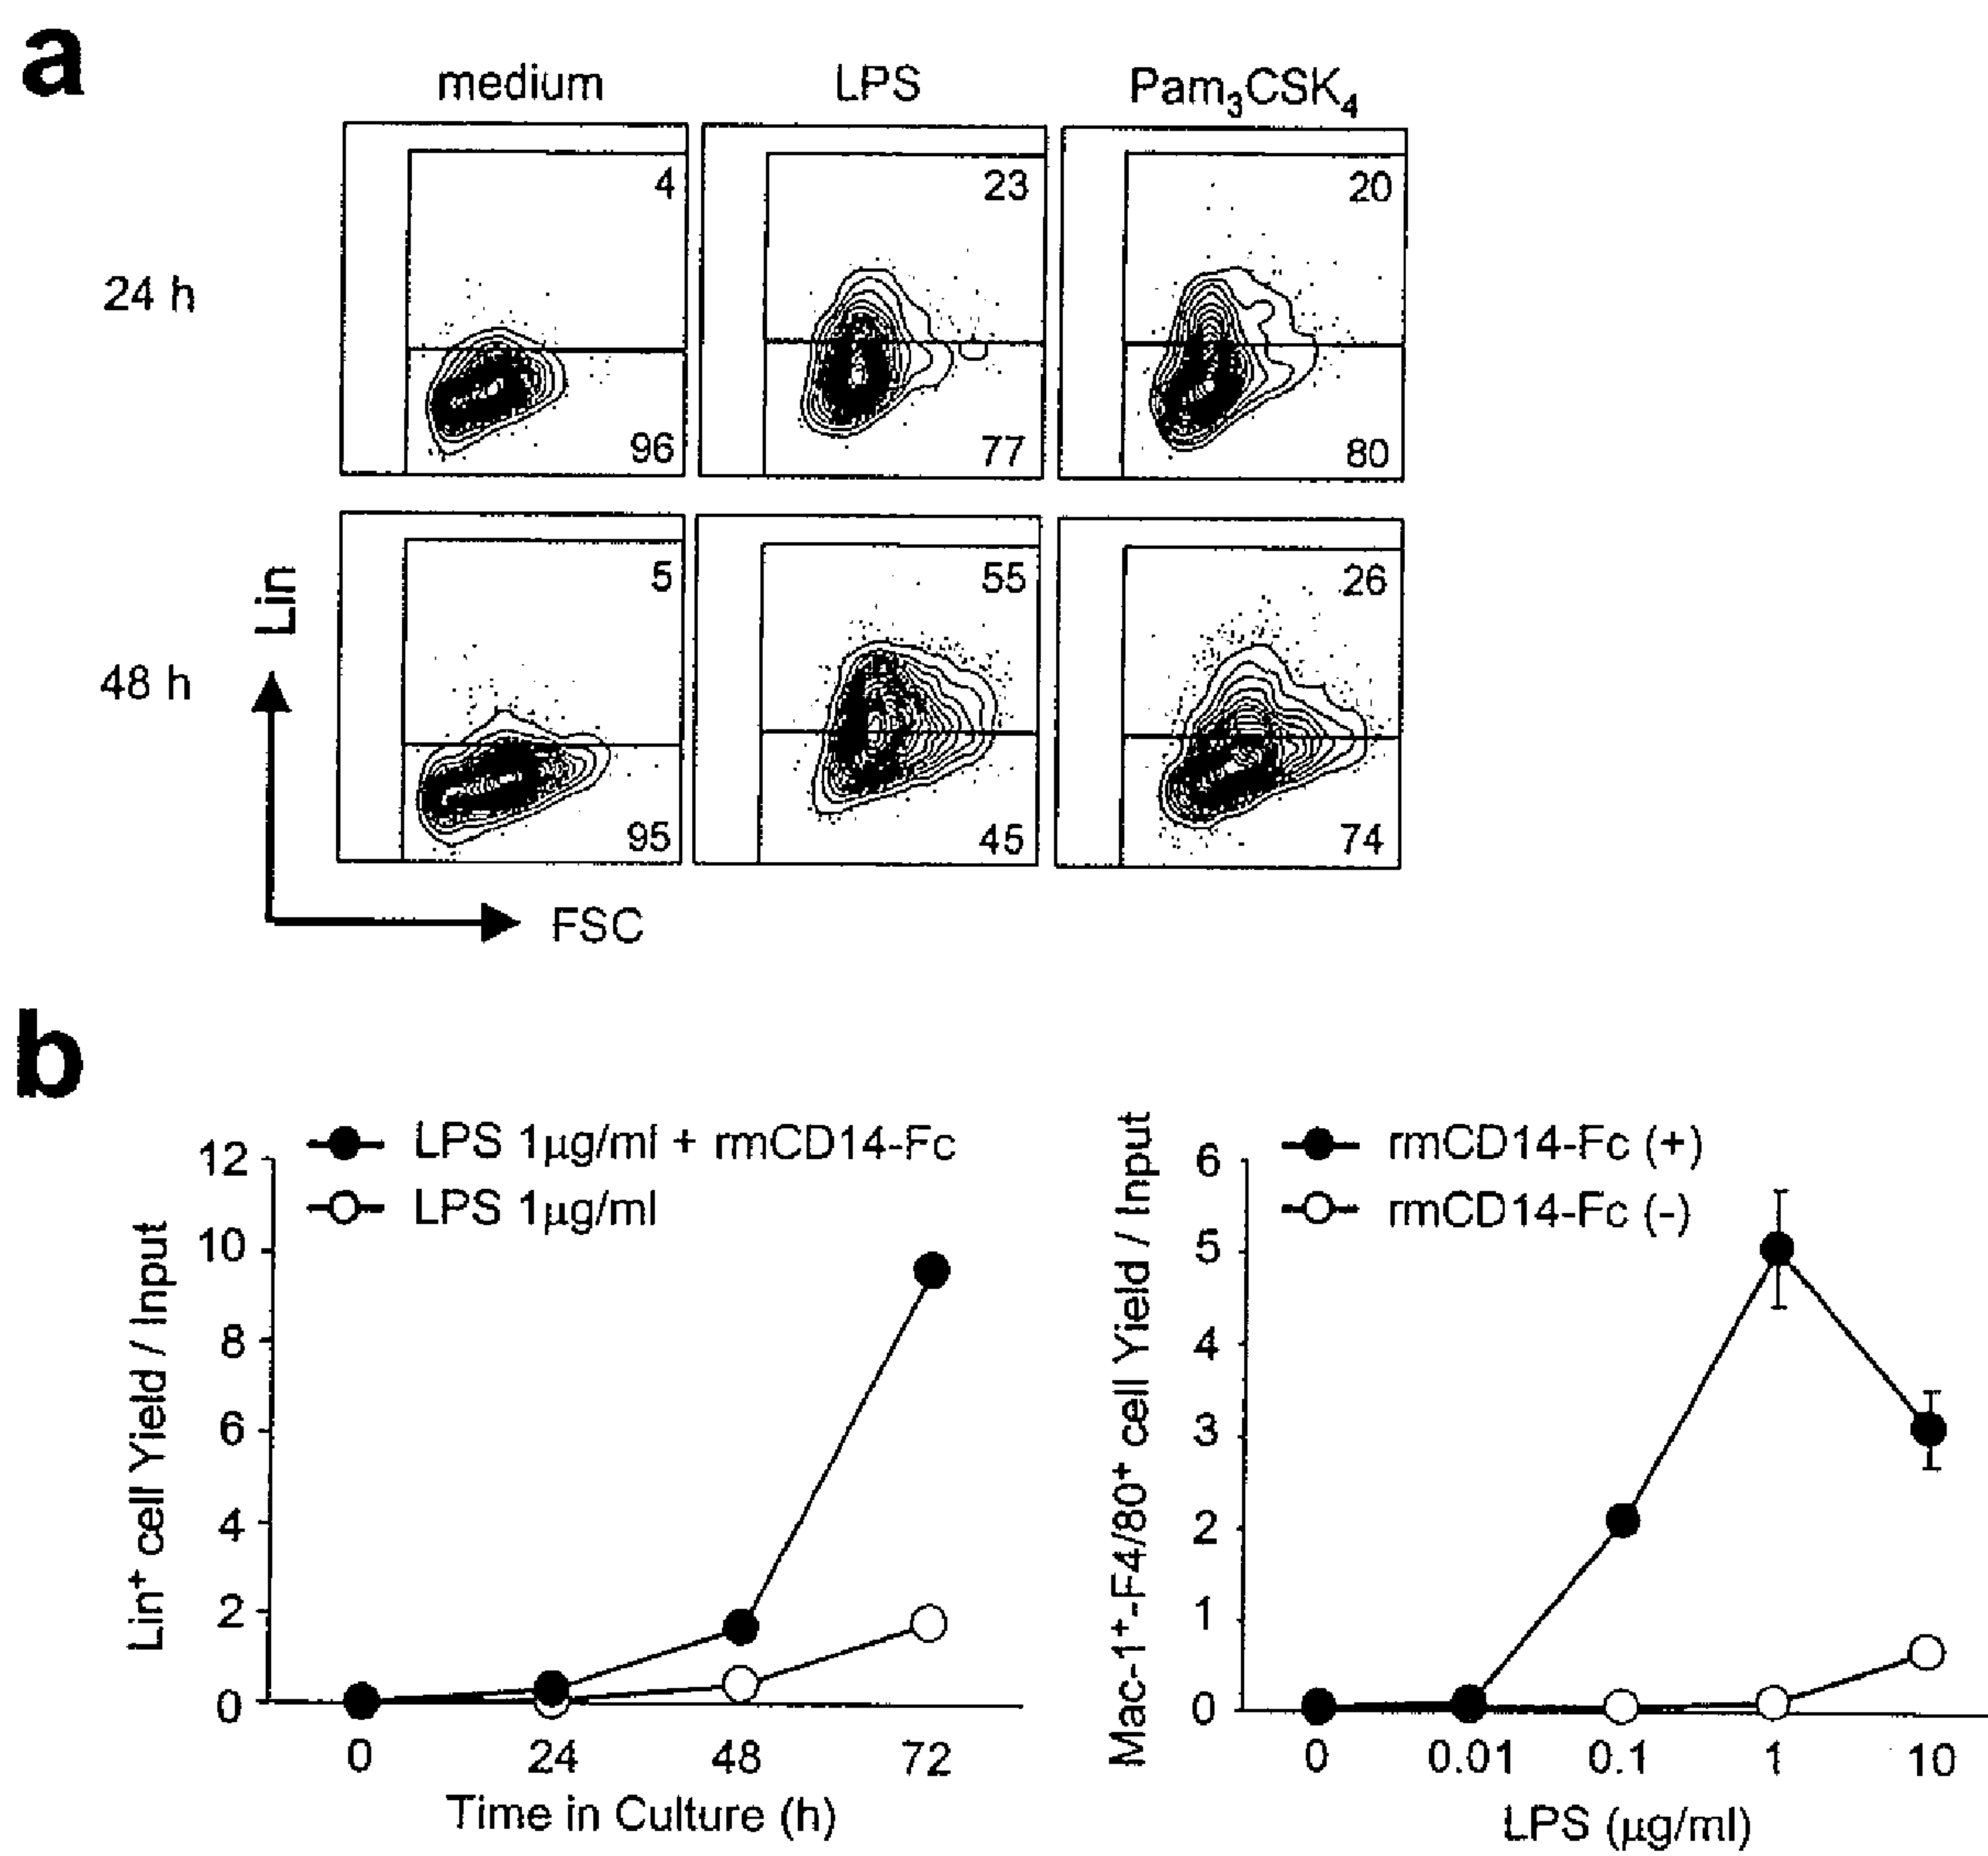 a
medium LPS Pam₃CSK₄
24 h
4 23 20
96 77 80
48 h
5 55 26
95 45 74
Lin
FSC
b
LPS 1µg/ml + rmCD14-Fc
LPS 1µg/ml
12
10
8
6
4
2
0
Lin⁺ cell Yield / Input
0 24 48 72
Time in Culture (h)
rmCD14-Fc (+)
rmCD14-Fc (-)
6
5
4
3
2
1
0
Mac-1⁺-F4/80⁺ cell Yield / Input
0 0.01 0.1 1 10
LPS (µg/ml)